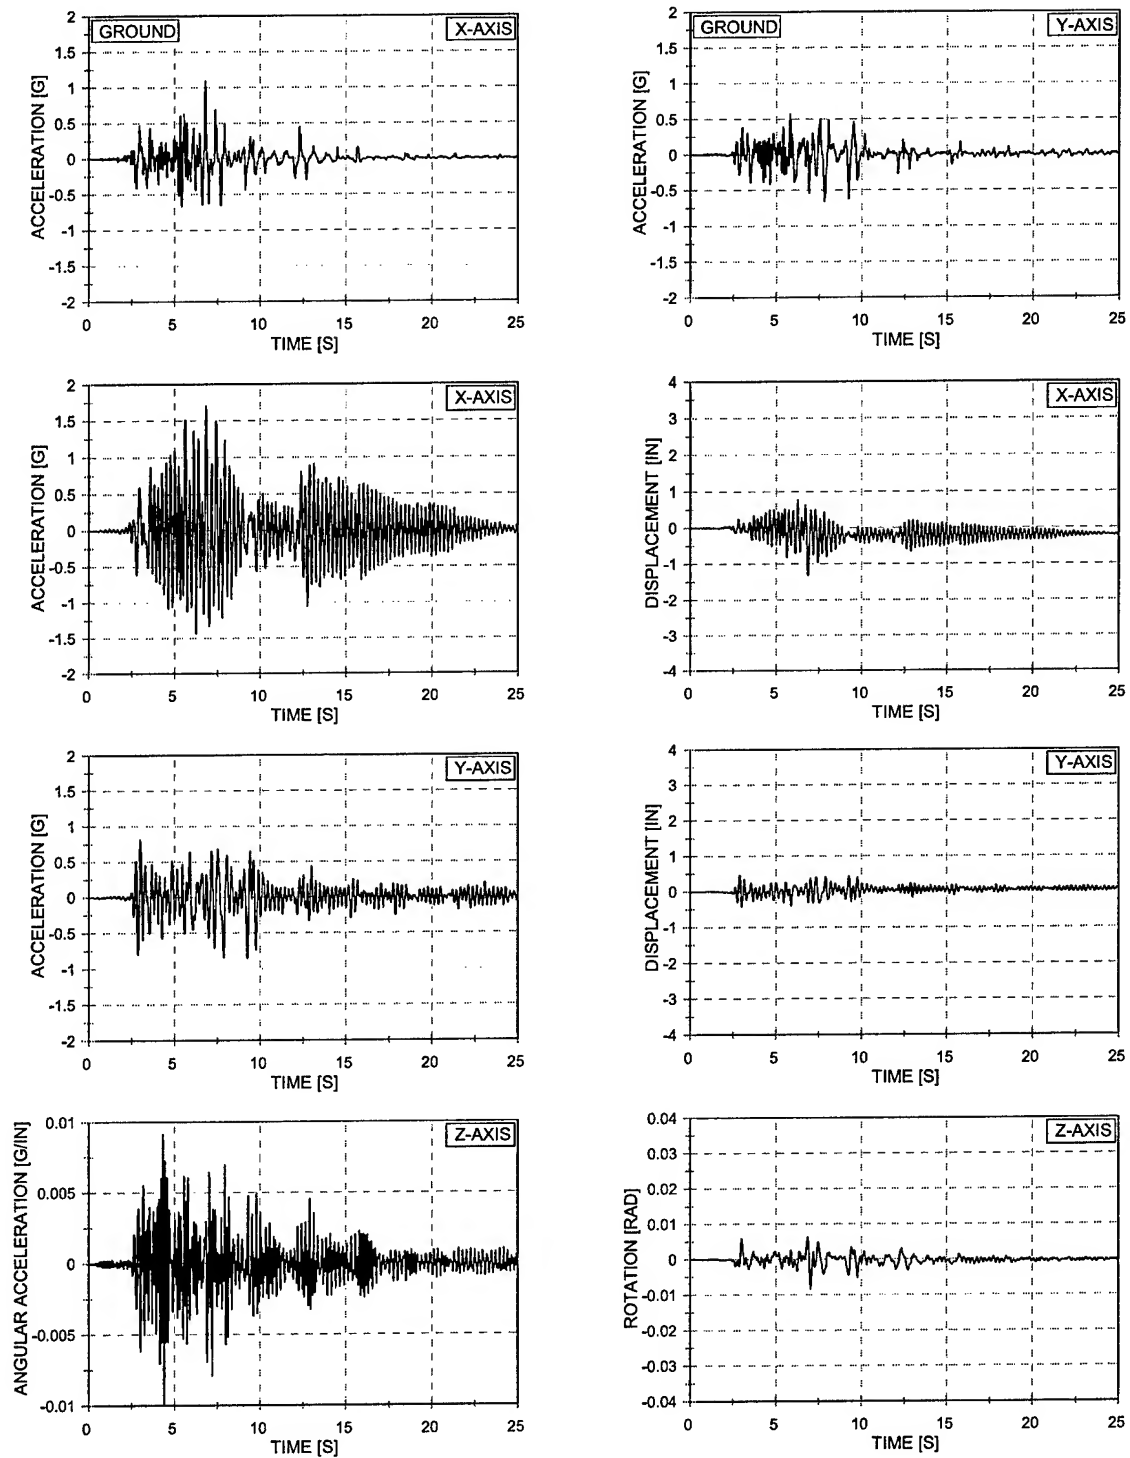 GROUND
X-AXIS
ACCELERATION [G]
2
1.5
1
0.5
0
-0.5
-1
-1.5
-2
0 5 10 15 20 25
TIME [S]
GROUND
Y-AXIS
ACCELERATION [G]
2
1.5
1
0.5
0
-0.5
-1
-1.5
-2
0 5 10 15 20 25
TIME [S]
X-AXIS
ACCELERATION [G]
2
1.5
1
0.5
0
-0.5
-1
-1.5
-2
0 5 10 15 20 25
TIME [S]
X-AXIS
DISPLACEMENT [IN]
4
3
2
1
0
-1
-2
-3
-4
0 5 10 15 20 25
TIME [S]
Y-AXIS
ACCELERATION [G]
2
1.5
1
0.5
0
-0.5
-1
-1.5
-2
0 5 10 15 20 25
TIME [S]
Y-AXIS
DISPLACEMENT [IN]
4
3
2
1
0
-1
-2
-3
-4
0 5 10 15 20 25
TIME [S]
Z-AXIS
ANGULAR ACCELERATION [G/IN]
0.01
0.005
0
-0.005
-0.01
0 5 10 15 20 25
TIME [S]
Z-AXIS
ROTATION [RAD]
0.04
0.03
0.02
0.01
0
-0.01
-0.02
-0.03
-0.04
0 5 10 15 20 25
TIME [S]